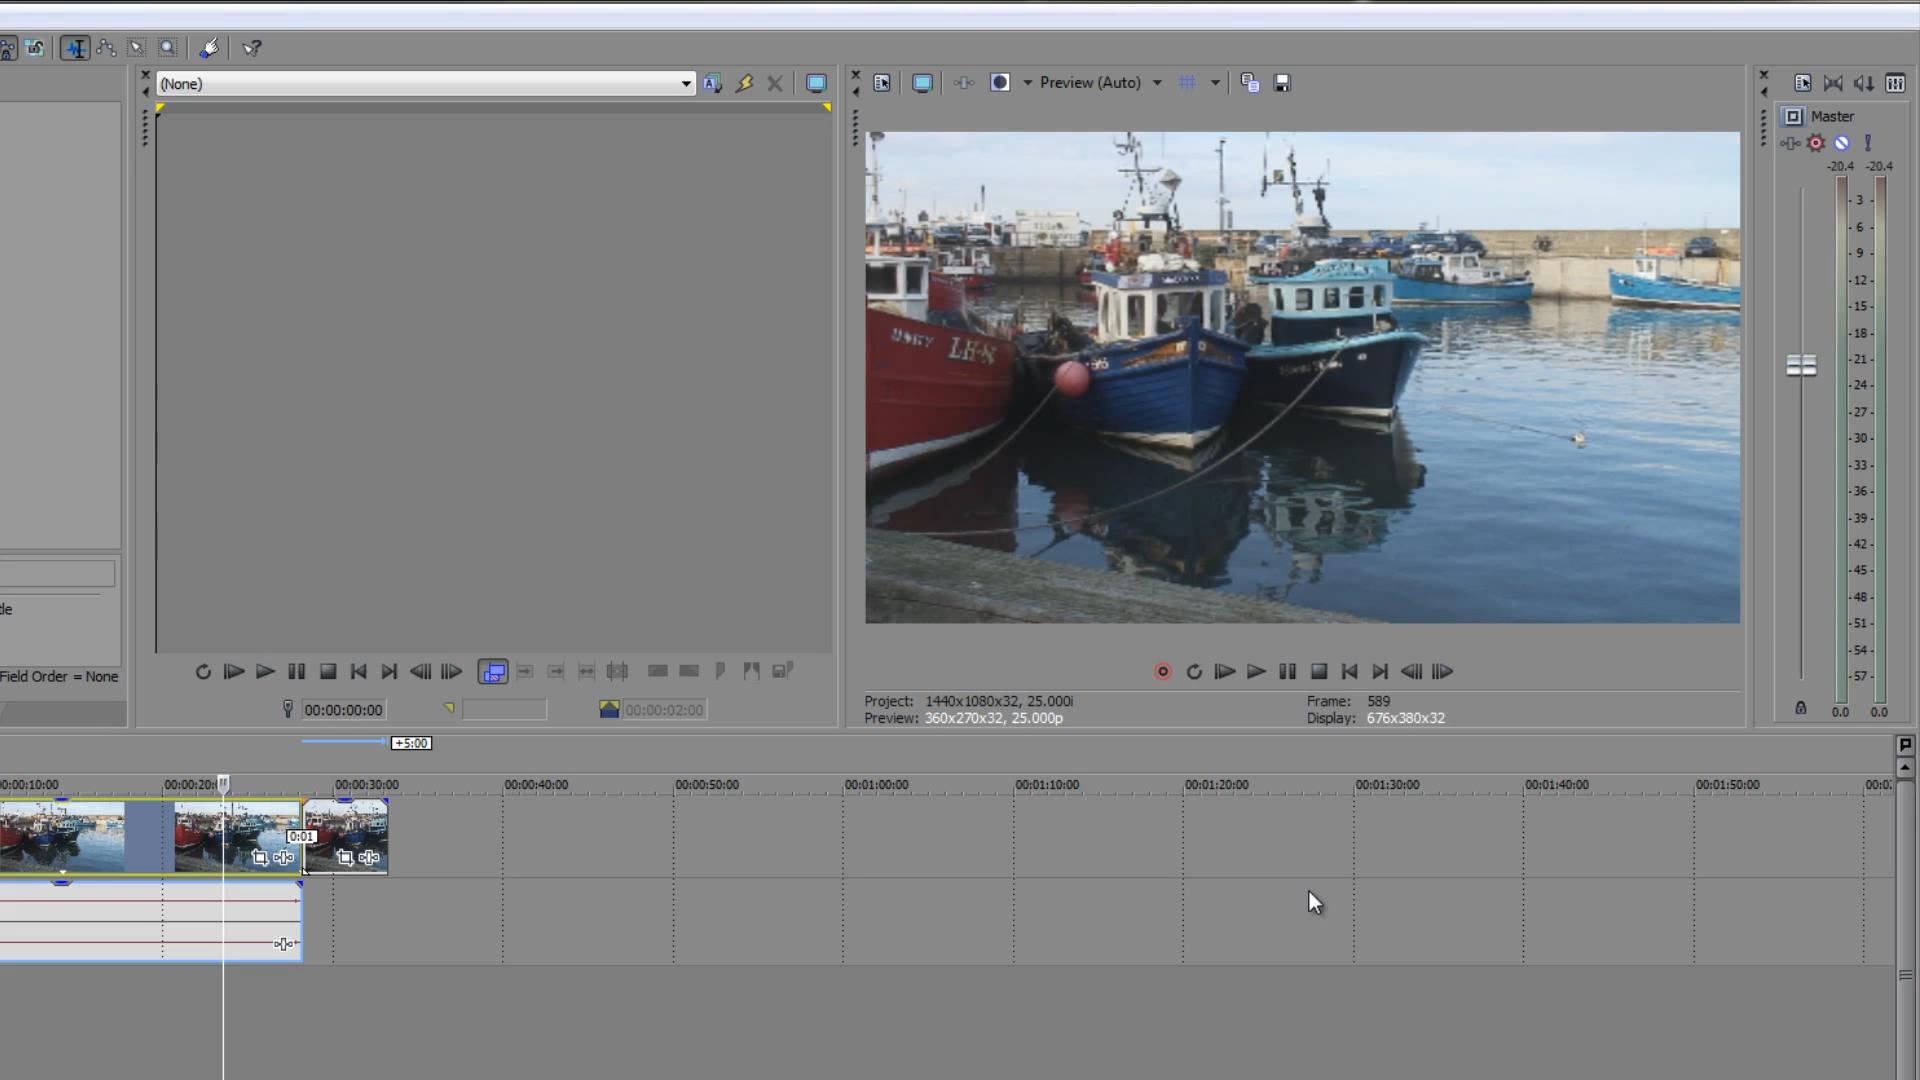 (None)
Preview (Auto)
Master
-20.4 -20.4
- 3 -
- 6 -
- 9 -
- 12 -
- 15 -
- 18 -
- 21 -
- 24 -
- 27 -
- 30 -
- 33 -
- 36 -
- 39 -
- 42 -
- 45 -
- 48 -
- 51 -
- 54 -
- 57 -
0.0 0.0
LH
tle
Field Order = None
00:00:00:00
00:00:02:00
Project: 1440x1080x32, 25.000i
Preview: 360x270x32, 25.000p
Frame: 589
Display: 676x380x32
+5:00
00:00:10:00 00:00:20:0 00:00:30:00 00:00:40:00 00:00:50:00 00:01:00:00 00:01:10:00 00:01:20:00 00:01:30:00 00:01:40:00 00:01:50:00 00:0
0:01